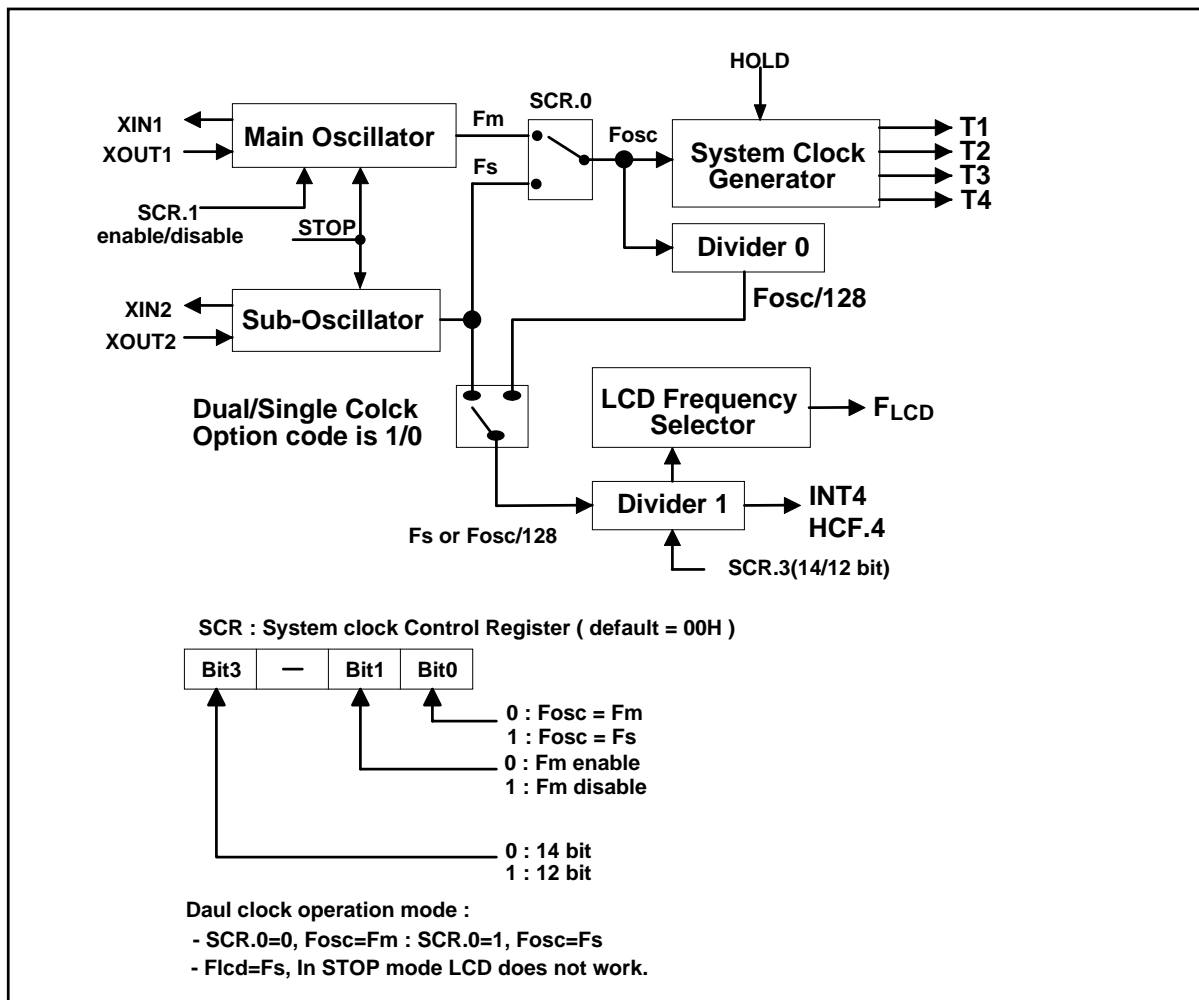 HOLD
SCR.0
XIN1
XOUT1
Main Oscillator
Fm
Fosc
System Clock
Generator
T1
T2
T3
T4
Fs
SCR.1
enable/disable
STOP
Divider 0
Fosc/128
XIN2
XOUT2
Sub-Oscillator
Dual/Single Colck
Option code is 1/0
LCD Frequency
Selector
FLCD
Divider 1
INT4
HCF.4
Fs or Fosc/128
SCR.3(14/12 bit)
SCR : System clock Control Register ( default = 00H )
Bit3 — Bit1 Bit0
0 : Fosc = Fm
1 : Fosc = Fs
0 : Fm enable
1 : Fm disable
0 : 14 bit
1 : 12 bit
Daul clock operation mode :
- SCR.0=0, Fosc=Fm : SCR.0=1, Fosc=Fs
- Flcd=Fs, In STOP mode LCD does not work.